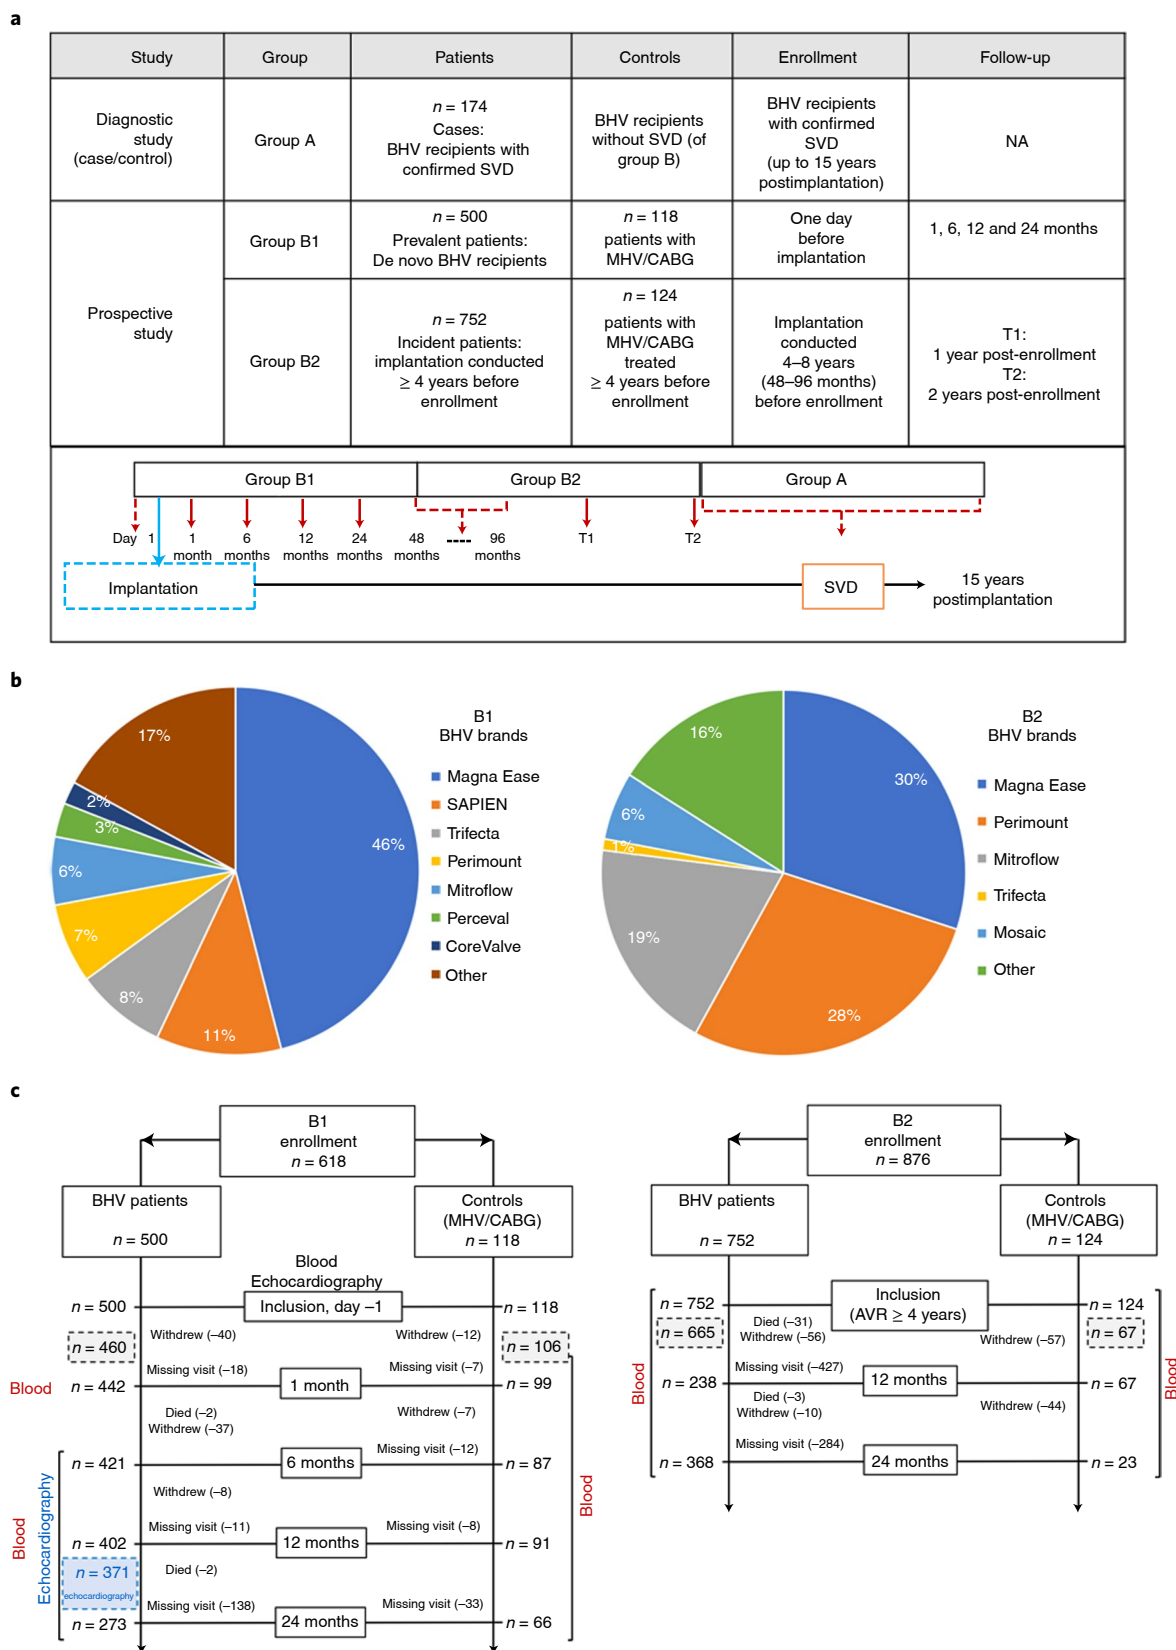 a
Study
Group
Patients
Controls
Enrollment
Follow-up
Diagnostic
study
(case/control)
Group A
n = 174
Cases:
BHV recipients with
confirmed SVD
BHV recipients
without SVD (of
group B)
BHV recipients
with confirmed
SVD
(up to 15 years
postimplantation)
NA
Prospective
study
Group B1
n = 500
Prevalent patients:
De novo BHV recipients
n = 118
patients with
MHV/CABG
One day
before
implantation
1, 6, 12 and 24 months
Group B2
n = 752
Incident patients:
implantation conducted
≥ 4 years before
enrollment
n = 124
patients with
MHV/CABG
treated
≥ 4 years before
enrollment
Implantation
conducted
4–8 years
(48–96 months)
before enrollment
T1:
1 year post-enrollment
T2:
2 years post-enrollment
Group B1
Group B2
Group A
Day 1
1
month
6
months
12
months
24
months
48
months
96
months
T1
T2
Implantation
SVD
15 years
postimplantation
b
17%
2%
3%
6%
7%
8%
11%
46%
B1
BHV brands
Magna Ease
SAPIEN
Trifecta
Perimount
Mitroflow
Perceval
CoreValve
Other
16%
6%
1%
19%
28%
30%
B2
BHV brands
Magna Ease
Perimount
Mitroflow
Trifecta
Mosaic
Other
c
B1
enrollment
n = 618
BHV patients
n = 500
Controls
(MHV/CABG)
n = 118
Blood
Echocardiography
n = 500
Inclusion, day –1
n = 118
Withdrew (–40)
Withdrew (–12)
n = 460
n = 106
Missing visit (–18)
Missing visit (–7)
Blood
n = 442
1 month
n = 99
Died (–2)
Withdrew (–37)
Withdrew (–7)
Missing visit (–12)
n = 421
6 months
n = 87
Withdrew (–8)
Missing visit (–11)
Missing visit (–8)
n = 402
12 months
n = 91
n = 371
echocardiography
Died (–2)
Missing visit (–138)
Missing visit (–33)
n = 273
24 months
n = 66
Blood
Echocardiography
Blood
B2
enrollment
n = 876
BHV patients
n = 752
Controls
(MHV/CABG)
n = 124
n = 752
Inclusion
(AVR ≥ 4 years)
n = 124
Died (–31)
Withdrew (–56)
Withdrew (–57)
n = 665
n = 67
Missing visit (–427)
n = 238
12 months
n = 67
Died (–3)
Withdrew (–10)
Withdrew (–44)
Missing visit (–284)
n = 368
24 months
n = 23
Blood
Blood